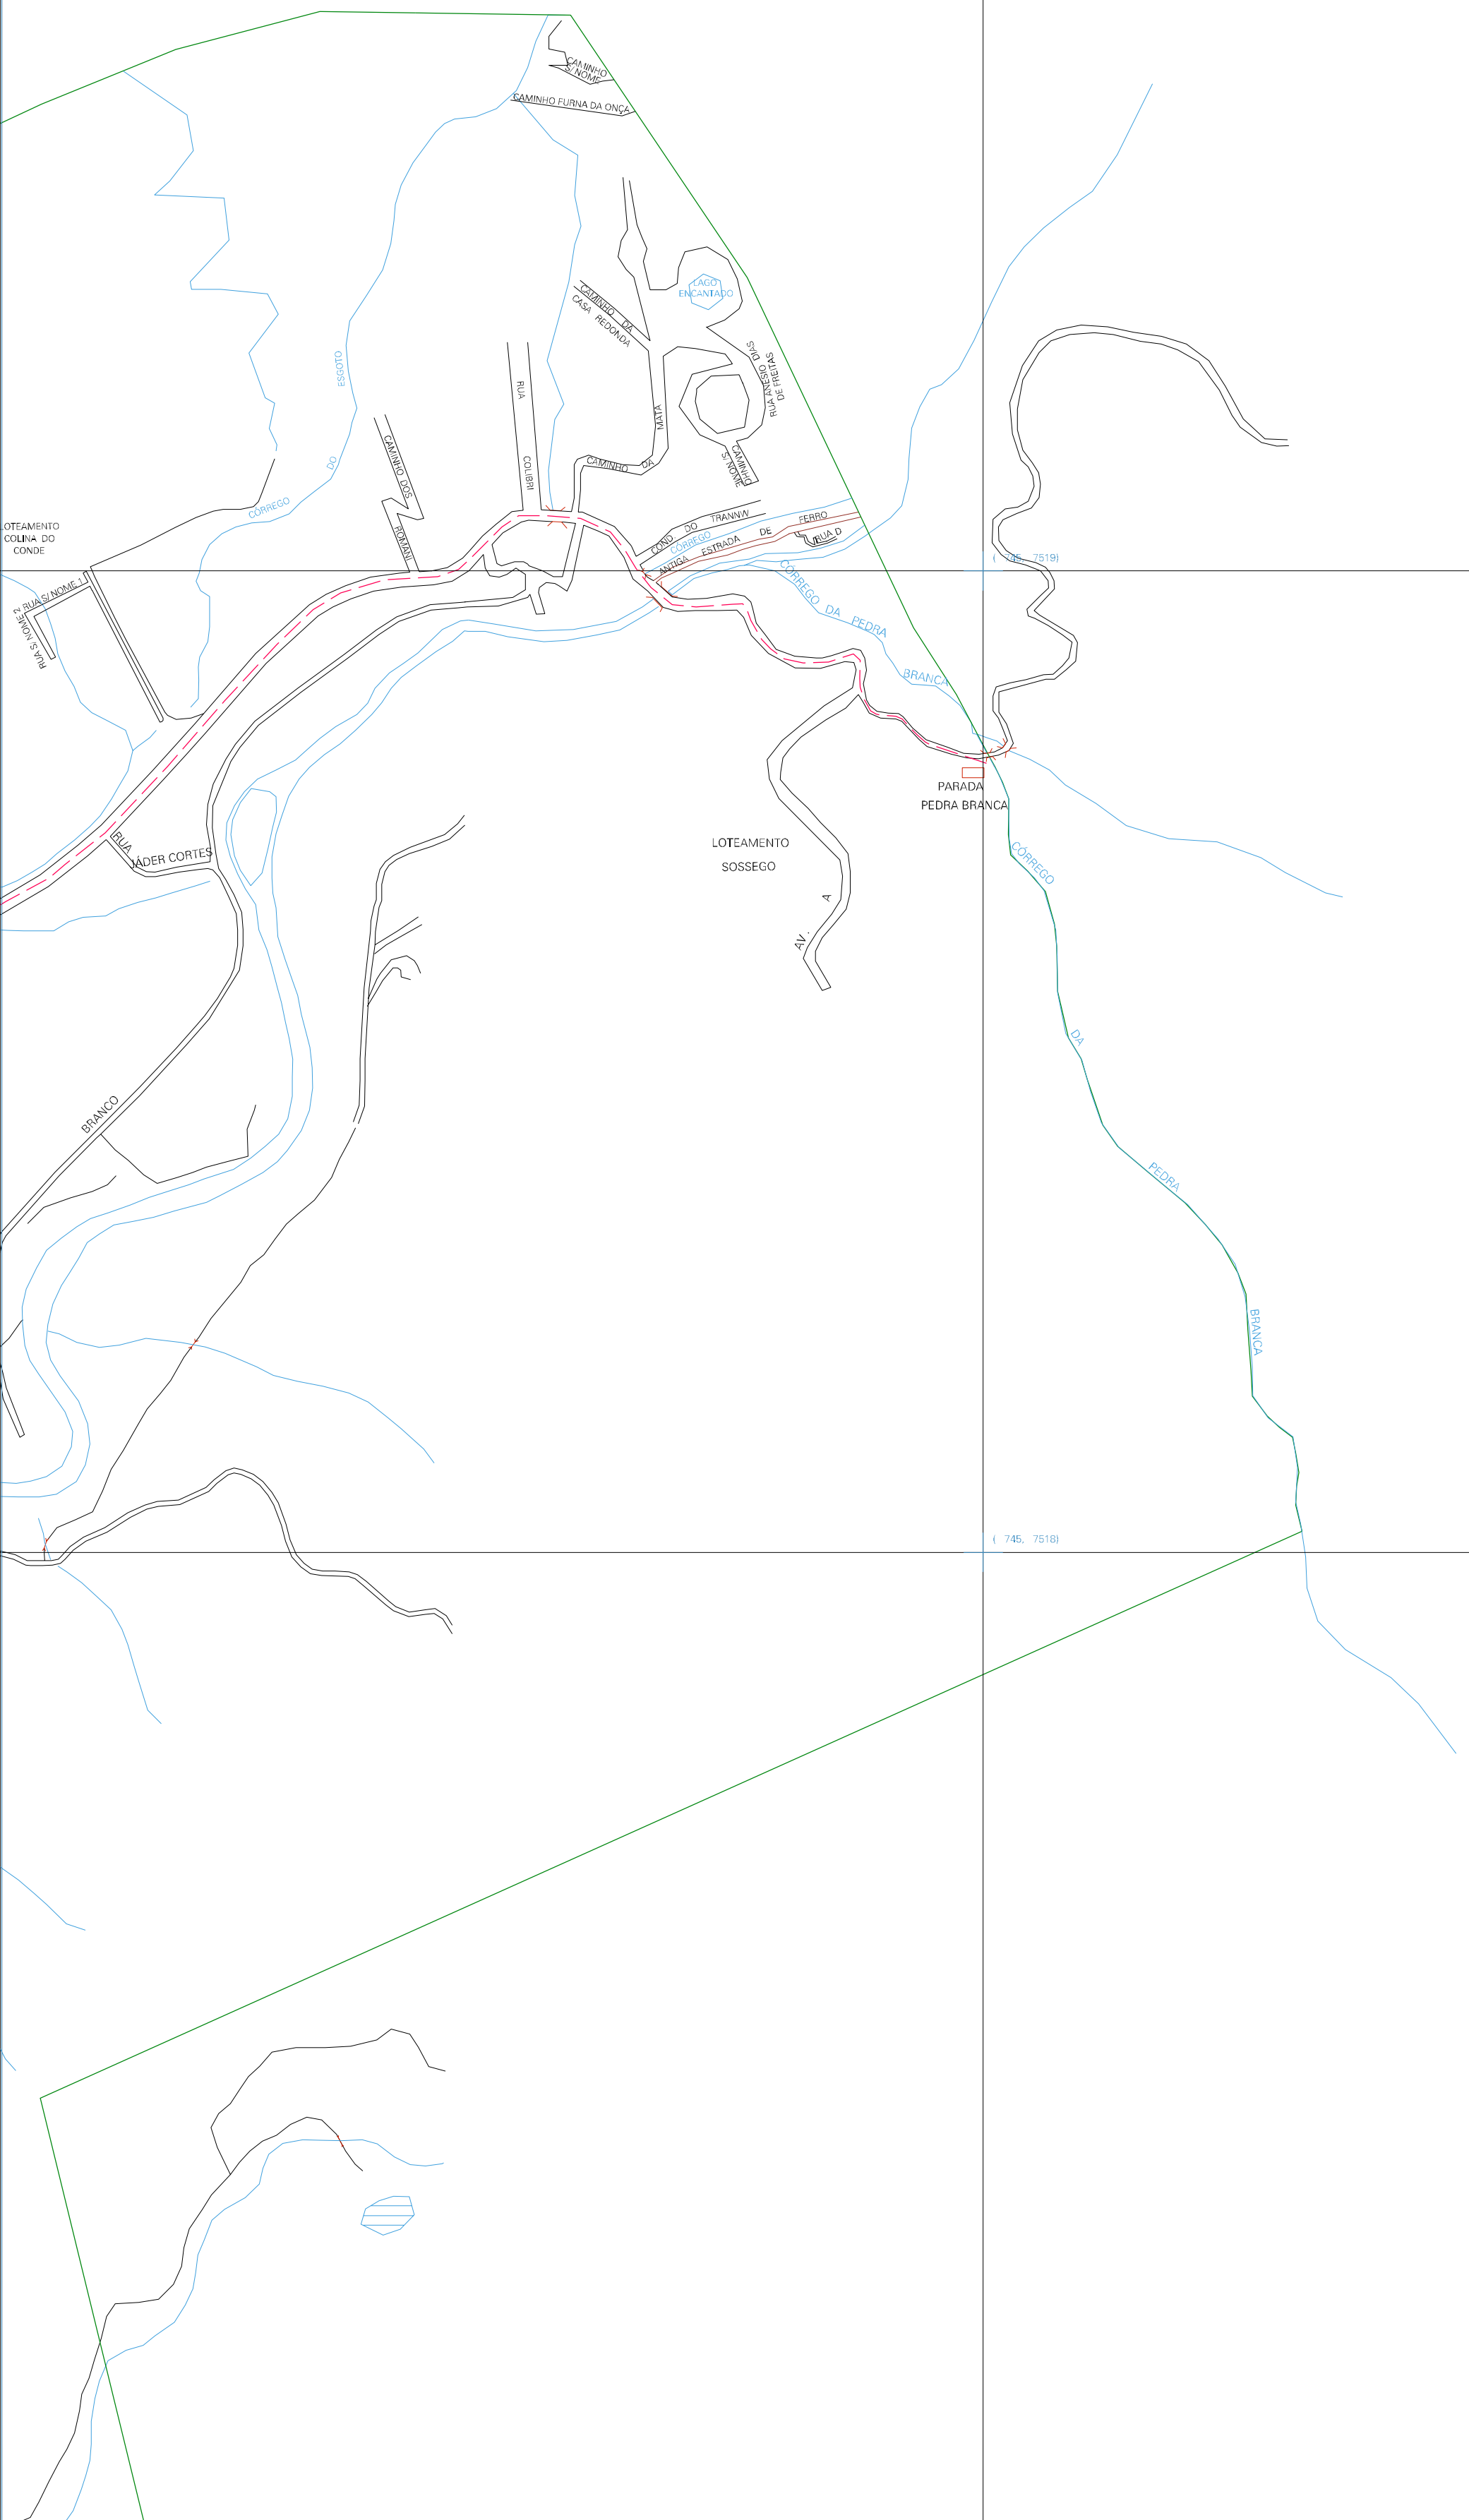 CAMINHO
S/ NOME
CAMINHO FURNA DA ONÇA
LAGO
ENCANTADO
CAMINHO DA
CASA REDONDA
RUA ANESIO DIAS
DE FREITAS
CÓRREGO DO ESGOTO
RUA COLIBRI
CAMINHO DA MATA
CAMINHO
S/ NOME
CAMINHO DOS ROMANI
LOTEAMENTO
COLINA DO
CONDE
COND DO TRANNW
CÓRREGO
ANTIGA ESTRADA DE FERRO
RUA D
( 745, 7519)
RUA S/ NOME 1
RUA S/ NOME 2
CÓRREGO DA PEDRA BRANCA
PARADA
PEDRA BRANCA
RUA
JÁDER CORTES
LOTEAMENTO
SOSSEGO
AV. A
CÓRREGO DA PEDRA BRANCA
BRANCO
( 745, 7518)